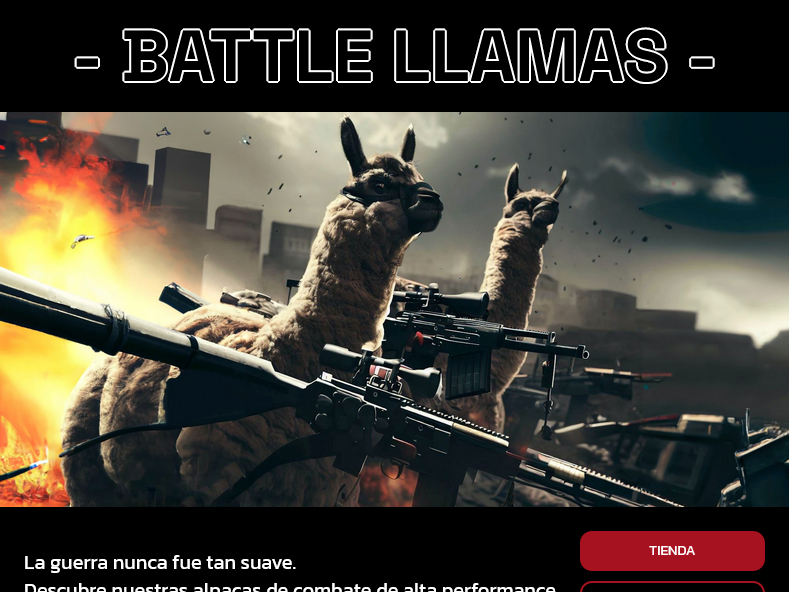 - BATTLE LLAMAS -
TIENDA
La guerra nunca fue tan suave.
Descubre nuestras alpacas de combate de alta performance